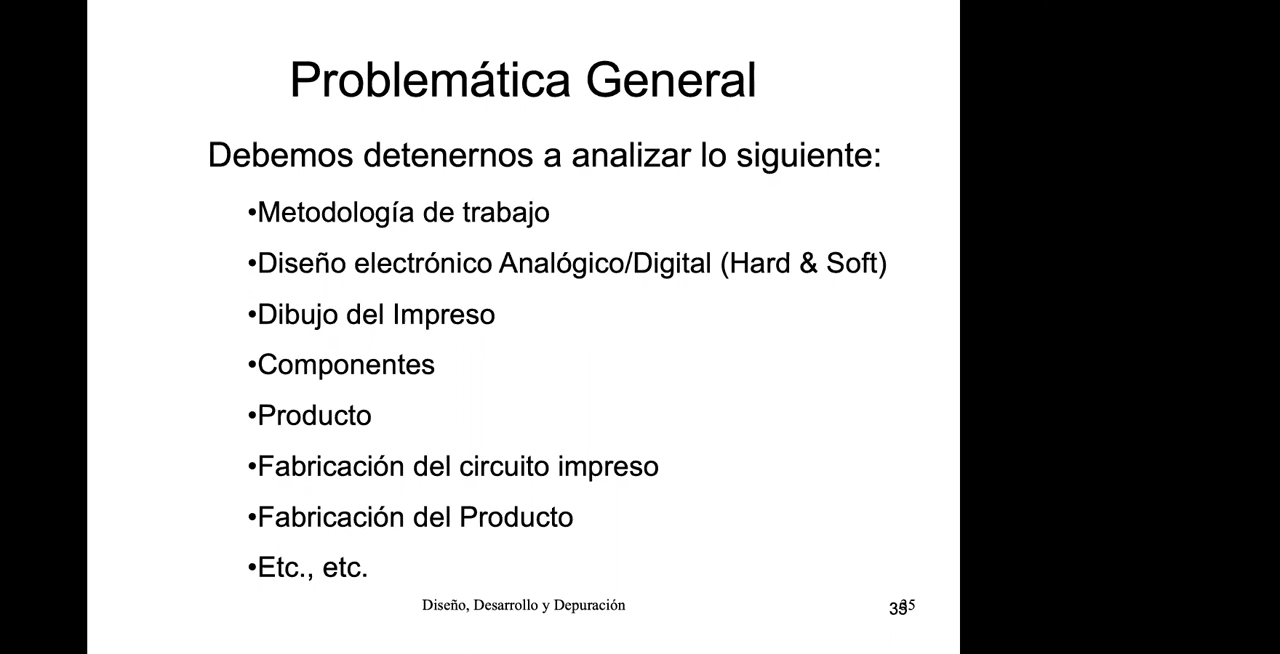 Problemática General
Debemos detenernos a analizar lo siguiente:
•Metodología de trabajo
•Diseño electrónico Analógico/Digital (Hard & Soft)
•Dibujo del Impreso
•Componentes
•Producto
•Fabricación del circuito impreso
•Fabricación del Producto
•Etc., etc.
Diseño, Desarrollo y Depuración
35